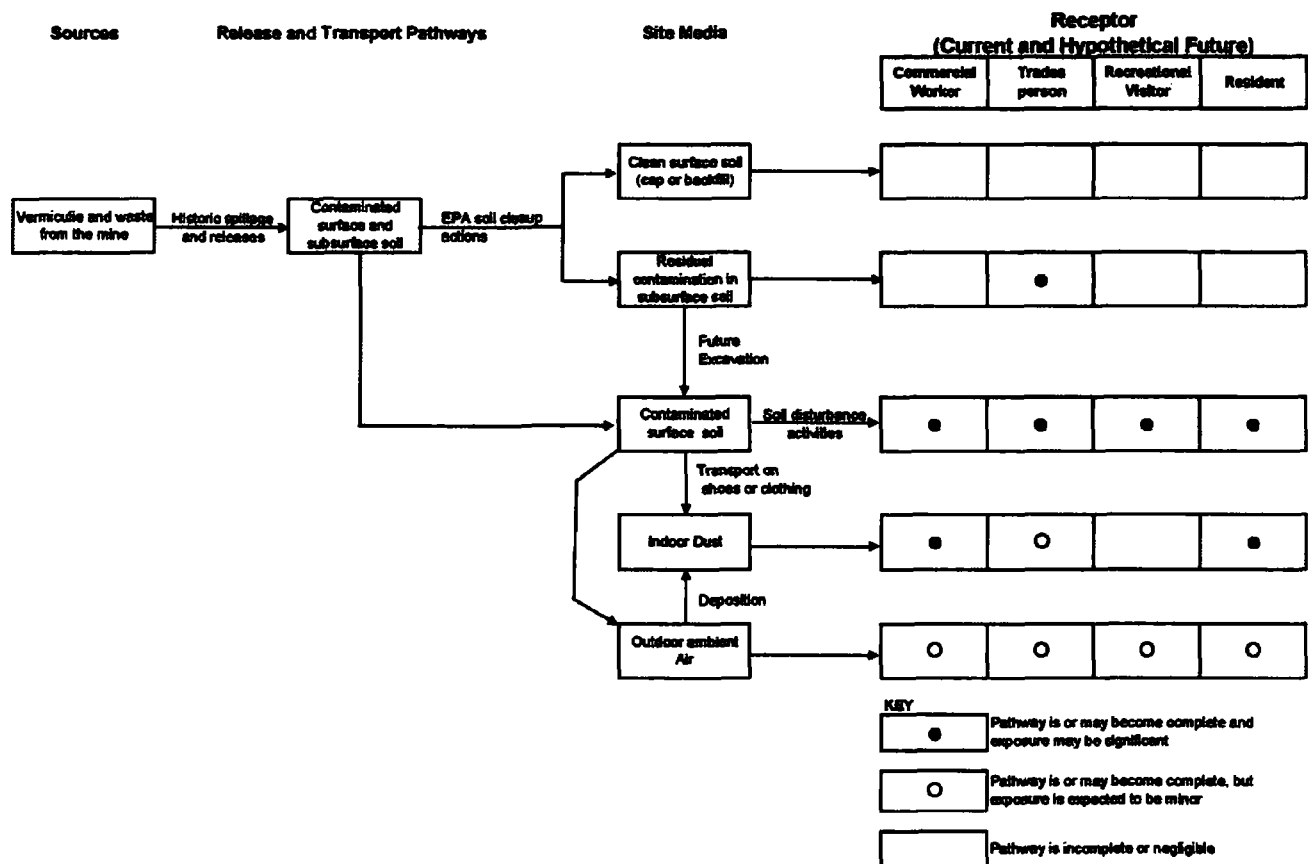 Sources
Release and Transport Pathways
Site Media
Receptor
(Current and Hypothetical Future)
Commercial
Worker
Trades
person
Recreational
Visitor
Resident
Clean surface soil
(cap or backfill)
Vermiculie and waste
from the mine
Historic spillage
and releases
Contaminated
surface and
subsurface soil
EPA soil cleaup
actions
Residual
contamination in
subsurface soil
Future
Excavation
Contaminated
surface soil
Soil disturbance
activities
Transport on
shoes or clothing
Indoor Dust
Deposition
Outdoor ambient
Air
KEY
Pathway is or may become complete and
exposure may be significant
Pathway is or may become complete, but
exposure is expected to be minor
Pathway is incomplete or negligible